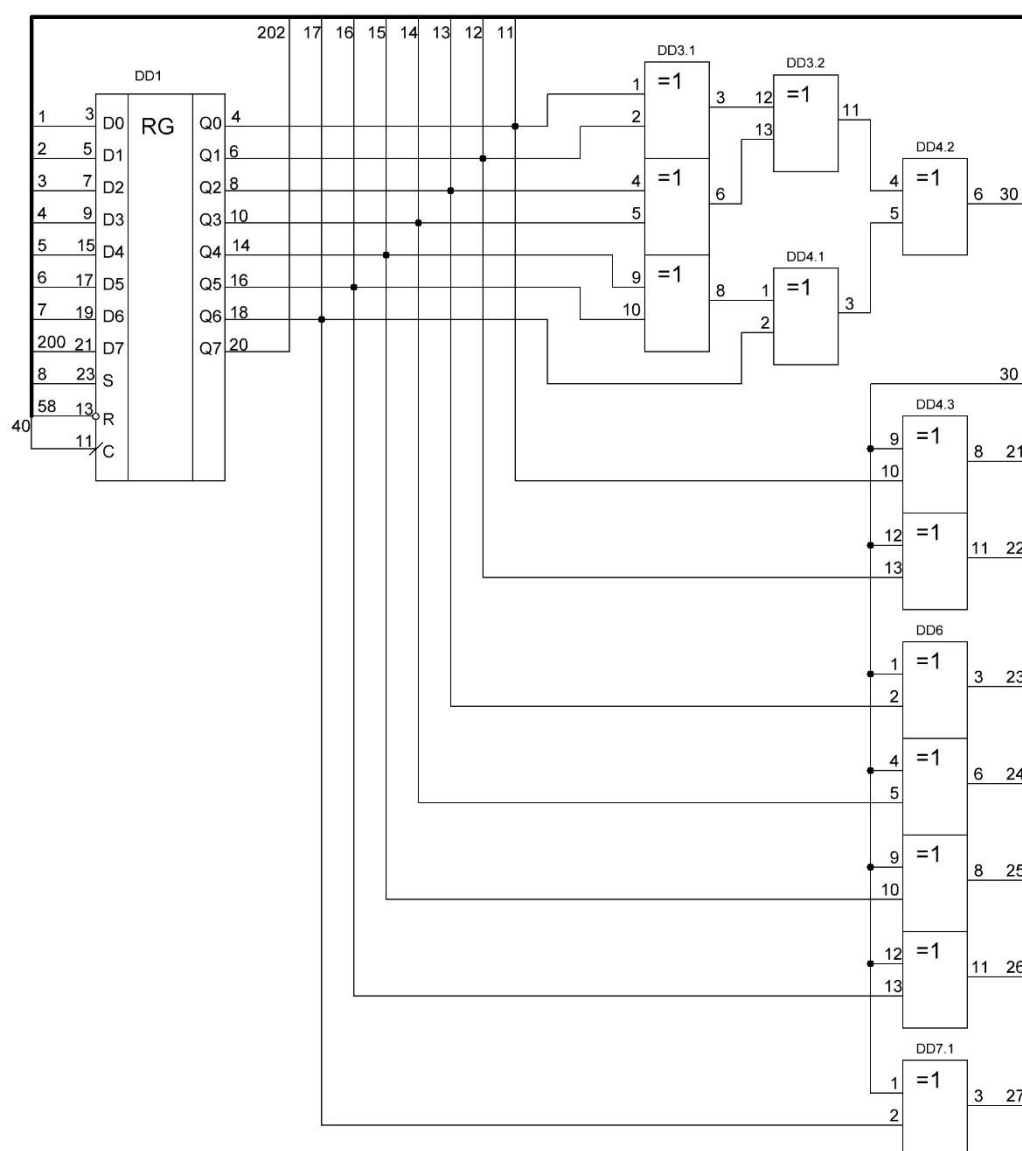 202 17 16 15 14 13 12 11
DD1
RG
1 3 D0 Q0 4
2 5 D1 Q1 6
3 7 D2 Q2 8
4 9 D3 Q3 10
5 15 D4 Q4 14
6 17 D5 Q5 16
7 19 D6 Q6 18
200 21 D7 Q7 20
8 23 S
58 13 R
40 11 C
DD3.1
1 =1 3
2
4 =1 6
5
9 =1 8
10
DD3.2
12 =1 11
13
DD4.2
4 =1 6 30
5
DD4.1
1 =1 3
2
30
DD4.3
9 =1 8 21
10
12 =1 11 22
13
DD6
1 =1 3 23
2
4 =1 6 24
5
9 =1 8 25
10
12 =1 11 26
13
DD7.1
1 =1 3 27
2